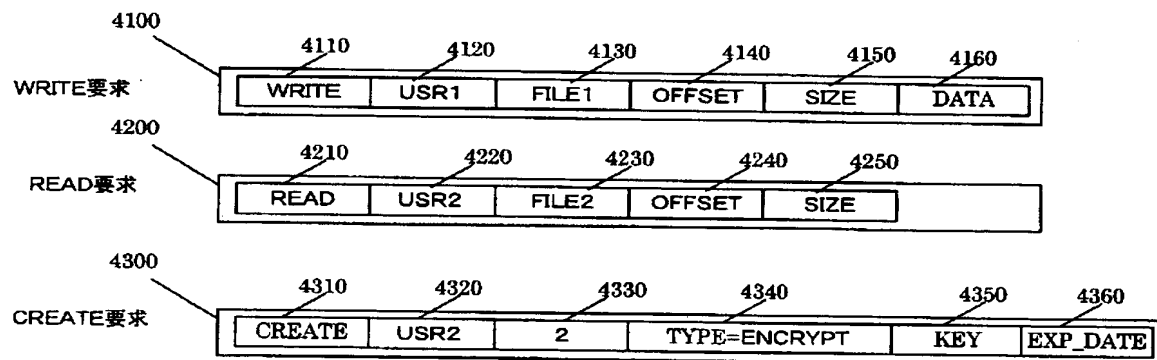 4100
4110 4120 4130 4140 4150 4160
WRITE要求
WRITE USR1 FILE1 OFFSET SIZE DATA
4200
4210 4220 4230 4240 4250
READ要求
READ USR2 FILE2 OFFSET SIZE
4300
4310 4320 4330 4340 4350 4360
CREATE要求
CREATE USR2 2 TYPE=ENCRYPT KEY EXP_DATE